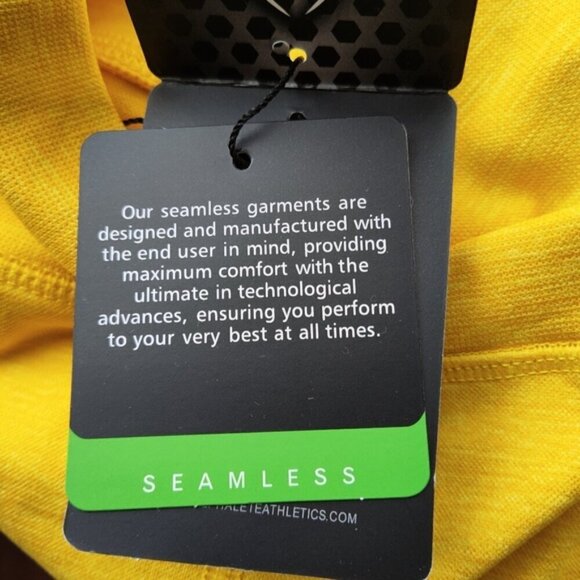 Our seamless garments are
designed and manufactured with
the end user in mind, providing
maximum comfort with the
ultimate in technological
advances, ensuring you perform
to your very best at all times.
SEAMLESS